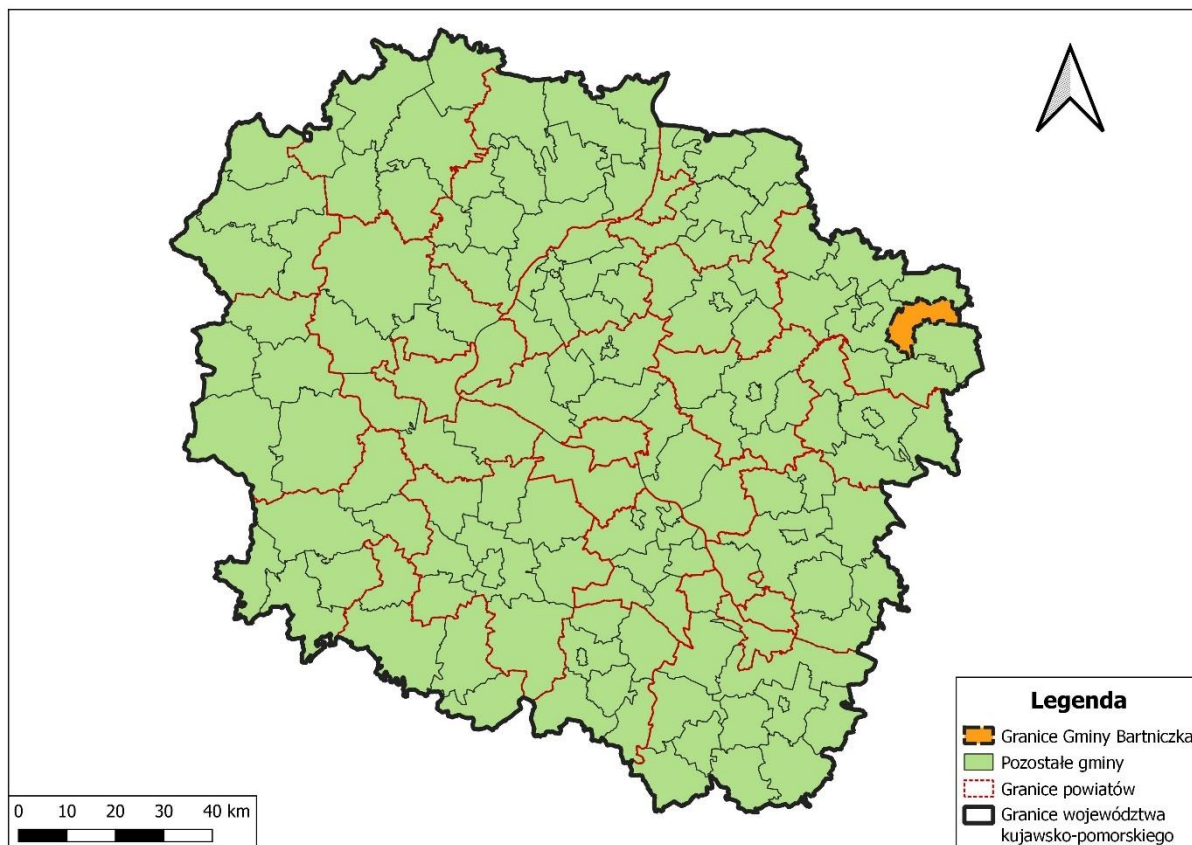 Legenda
Granice Gminy Bartniczka
Pozostałe gminy
Granice powiatów
Granice województwa
kujawsko-pomorskiego
0 10 20 30 40 km